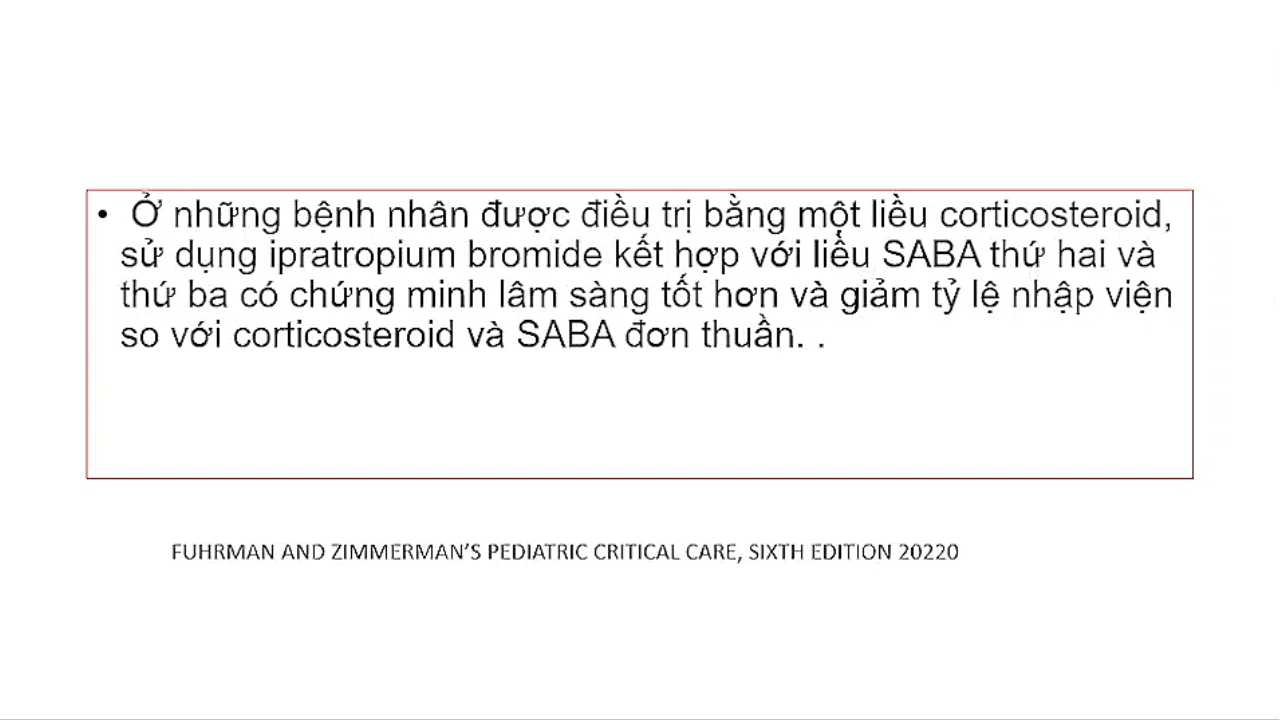 • Ở những bệnh nhân được điều trị bằng một liều corticosteroid,
sử dụng ipratropium bromide kết hợp với liều SABA thứ hai và
thứ ba có chứng minh lâm sàng tốt hơn và giảm tỷ lệ nhập viện
so với corticosteroid và SABA đơn thuần. .
FUHRMAN AND ZIMMERMAN’S PEDIATRIC CRITICAL CARE, SIXTH EDITION 20220